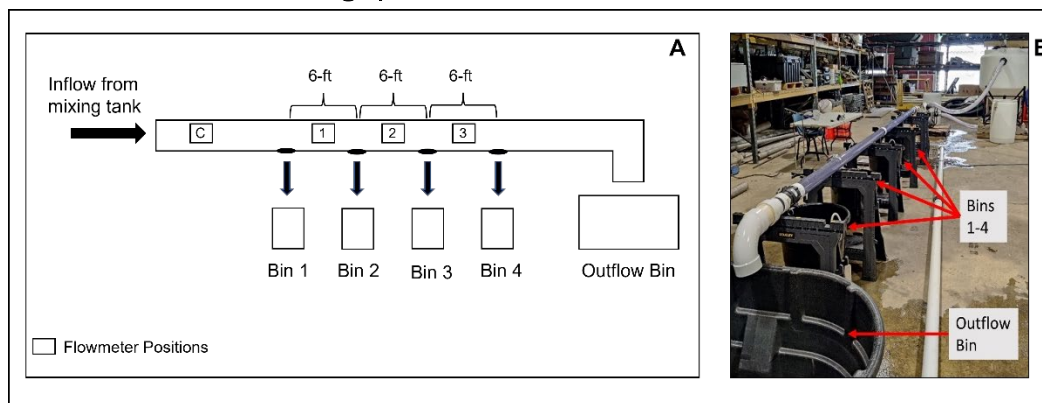 A
6-ft 6-ft 6-ft
Inflow from
mixing tank
C 1 2 3
Bin 1 Bin 2 Bin 3 Bin 4 Outflow Bin
Flowmeter Positions
Bins
1-4
Outflow
Bin